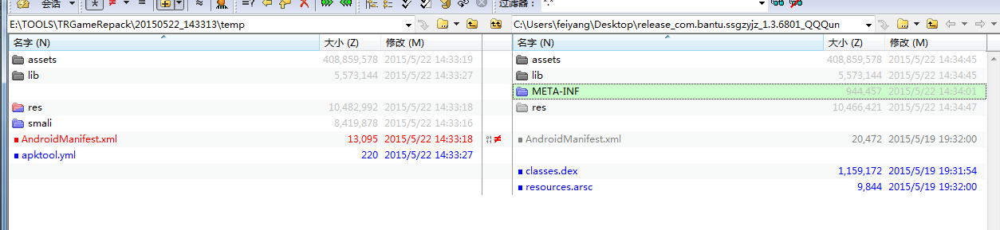 会话 * = =? 过滤器: *.*
E:\TOOLS\TRGameRepack\20150522_143313\temp C:\Users\feiyang\Desktop\release_com.bantu.ssgzyjz_1.3.6801_QQQun
名字 (N) 大小 (Z) 修改 (M) 名字 (N) 大小 (Z) 修改 (M)
assets 408,859,578 2015/5/22 14:33:19 assets 408,859,578 2015/5/22 14:34:45
lib 5,573,144 2015/5/22 14:33:27 lib 5,573,144 2015/5/22 14:34:45
META-INF 944,457 2015/5/22 14:34:01
res 10,482,992 2015/5/22 14:33:18 res 10,466,421 2015/5/22 14:34:47
smali 8,419,878 2015/5/22 14:33:16
AndroidManifest.xml 13,095 2015/5/22 14:33:18 ≠ AndroidManifest.xml 20,472 2015/5/19 19:32:00
apktool.yml 220 2015/5/22 14:33:27
classes.dex 1,159,172 2015/5/19 19:31:54
resources.arsc 9,844 2015/5/19 19:32:00